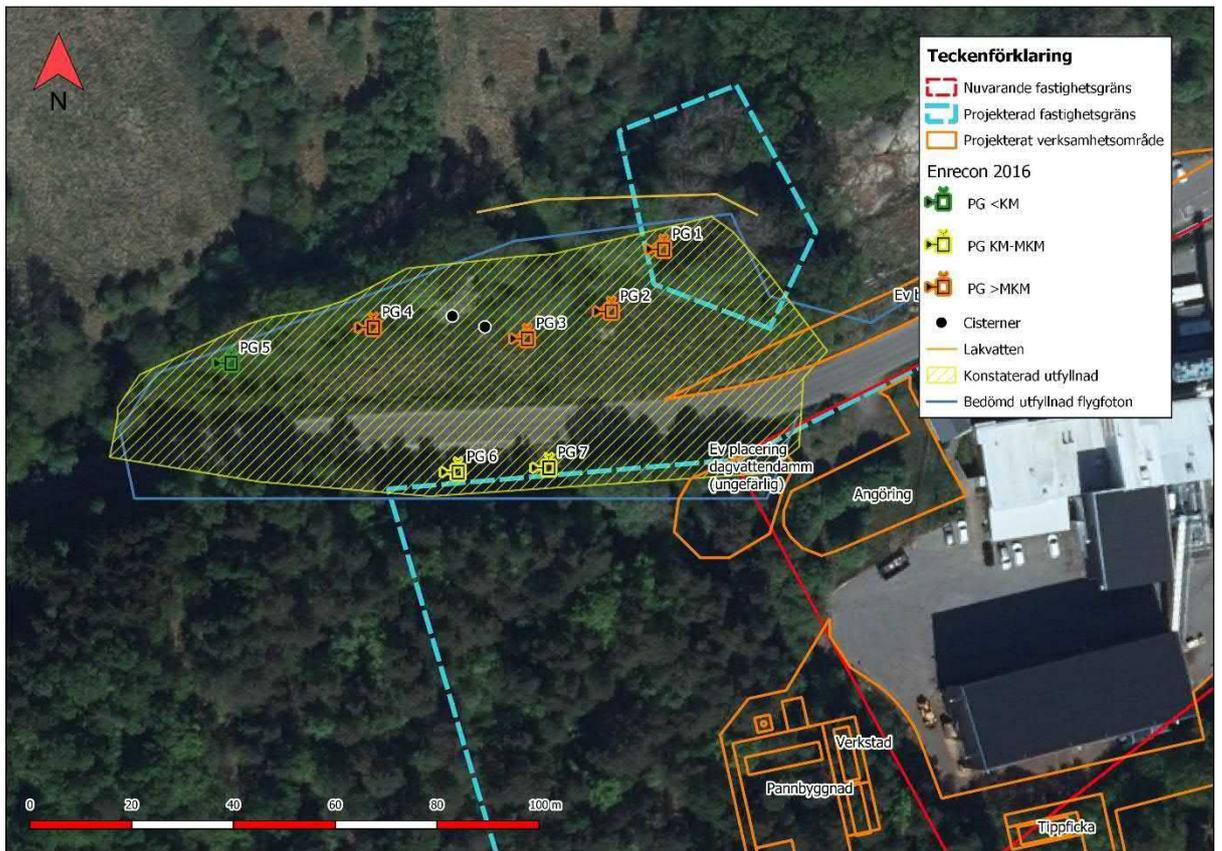 N
Teckenförklaring
Nuvarande fastighetsgräns
Projekterad fastighetsgräns
Projekterat verksamhetsområde
Enrecon 2016
PG <KM
PG KM-MKM
PG >MKM
Cisterner
Lakvatten
Konstaterad utfyllnad
Bedömd utfyllnad flygfoton
PG 1
PG 2
PG 3
PG 4
PG 5
PG 6
PG 7
Ev
Ev placering
dagvattendamm
(ungefärlig)
Angöring
Verkstad
Pannbyggnad
Tippficka
0 20 40 60 80 100 m